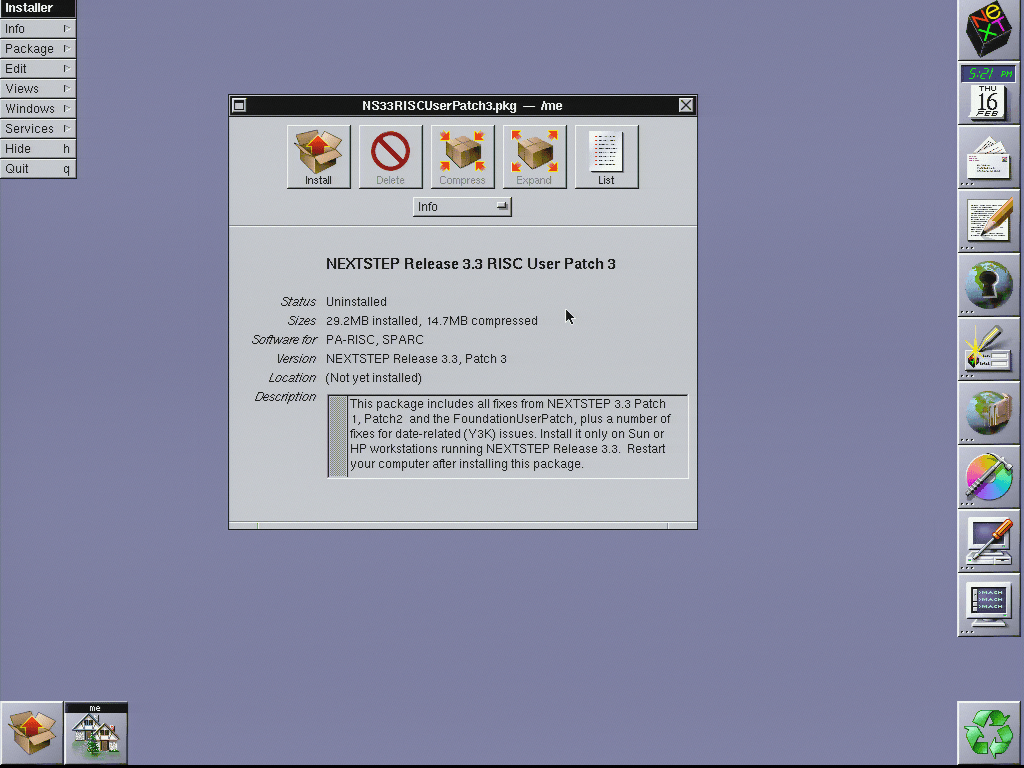 Installer
Info
Package
Edit
Views
Windows
Services
Hide h
Quit q
NS33RISCUserPatch3.pkg — /me
Install
Delete
Compress
Expand
List
Info
NEXTSTEP Release 3.3 RISC User Patch 3
Status Uninstalled
Sizes 29.2MB installed, 14.7MB compressed
Software for PA-RISC, SPARC
Version NEXTSTEP Release 3.3, Patch 3
Location (Not yet installed)
Description
This package includes all fixes from NEXTSTEP 3.3 Patch
1, Patch2 and the FoundationUserPatch, plus a number of
fixes for date-related (Y3K) issues. Install it only on Sun or
HP workstations running NEXTSTEP Release 3.3. Restart
your computer after installing this package.
NeXT
5:21 PM
THU
16
FEB
MACH
MACH
MACH
me